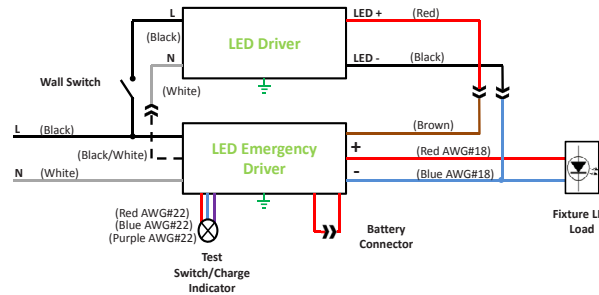 L
LED +
(Red)
(Black)
LED Driver
N
LED -
(Black)
(White)
Wall Switch
L
(Black)
(Brown)
(Black/White)
LED Emergency
Driver
+
(Red AWG#18)
N
(White)
-
(Blue AWG#18)
(Red AWG#22)
(Blue AWG#22)
(Purple AWG#22)
Battery
Connector
Fixture L
Load
Test
Switch/Charge
Indicator